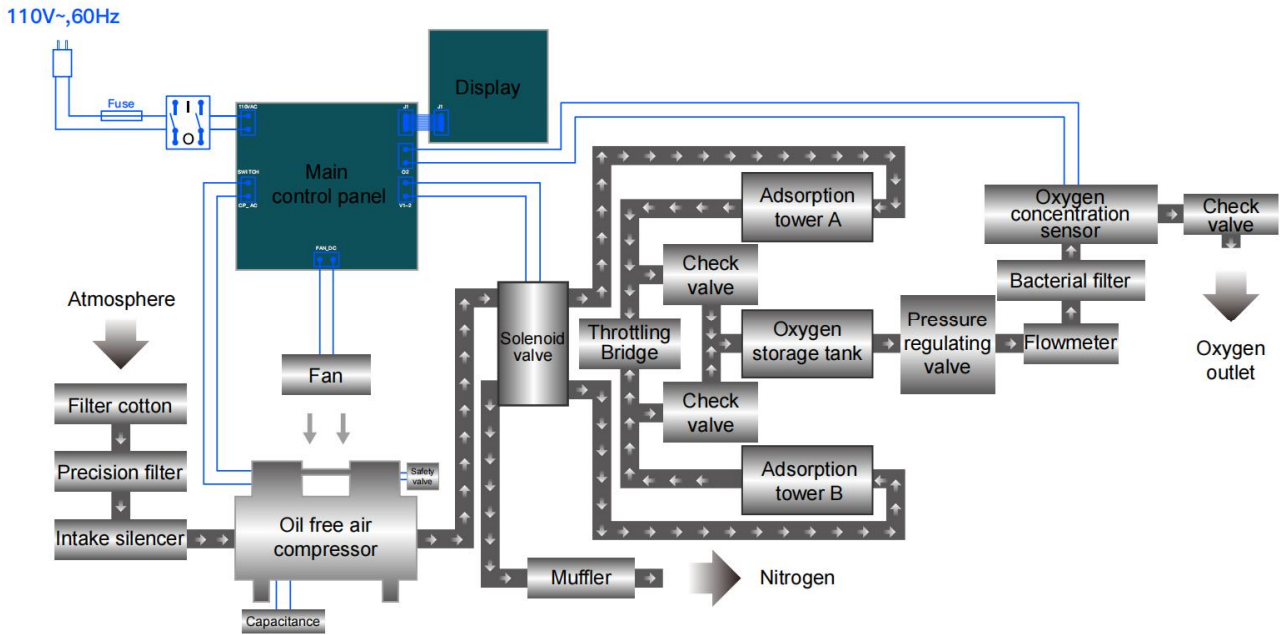 110V~,60Hz
Fuse
I
O
110VAC
J1
J1
Display
Main
control panel
SWITCH
CP_AC
O2
V1-2
FAN_DC
Adsorption
tower A
Oxygen
concentration
sensor
Check
valve
Atmosphere
Check
valve
Bacterial filter
Solenoid
valve
Throttling
Bridge
Oxygen
storage tank
Pressure
regulating
valve
Flowmeter
Oxygen
outlet
Fan
Filter cotton
Check
valve
Precision filter
Safety
valve
Adsorption
tower B
Intake silencer
Oil free air
compressor
Muffler
Nitrogen
Capacitance